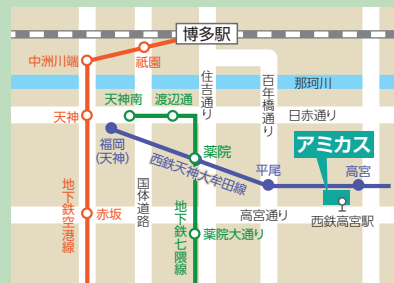 博多駅
中洲川端
祇園
住吉通り
百年橋通り
那珂川
天神南
渡辺通
天神
日赤通り
福岡
(天神)
薬院
アミカス
西鉄天神大牟田線
平尾
高宮
地下鉄空港線
赤坂
国体道路
地下鉄七隈線
高宮通り
西鉄高宮駅
薬院大通り